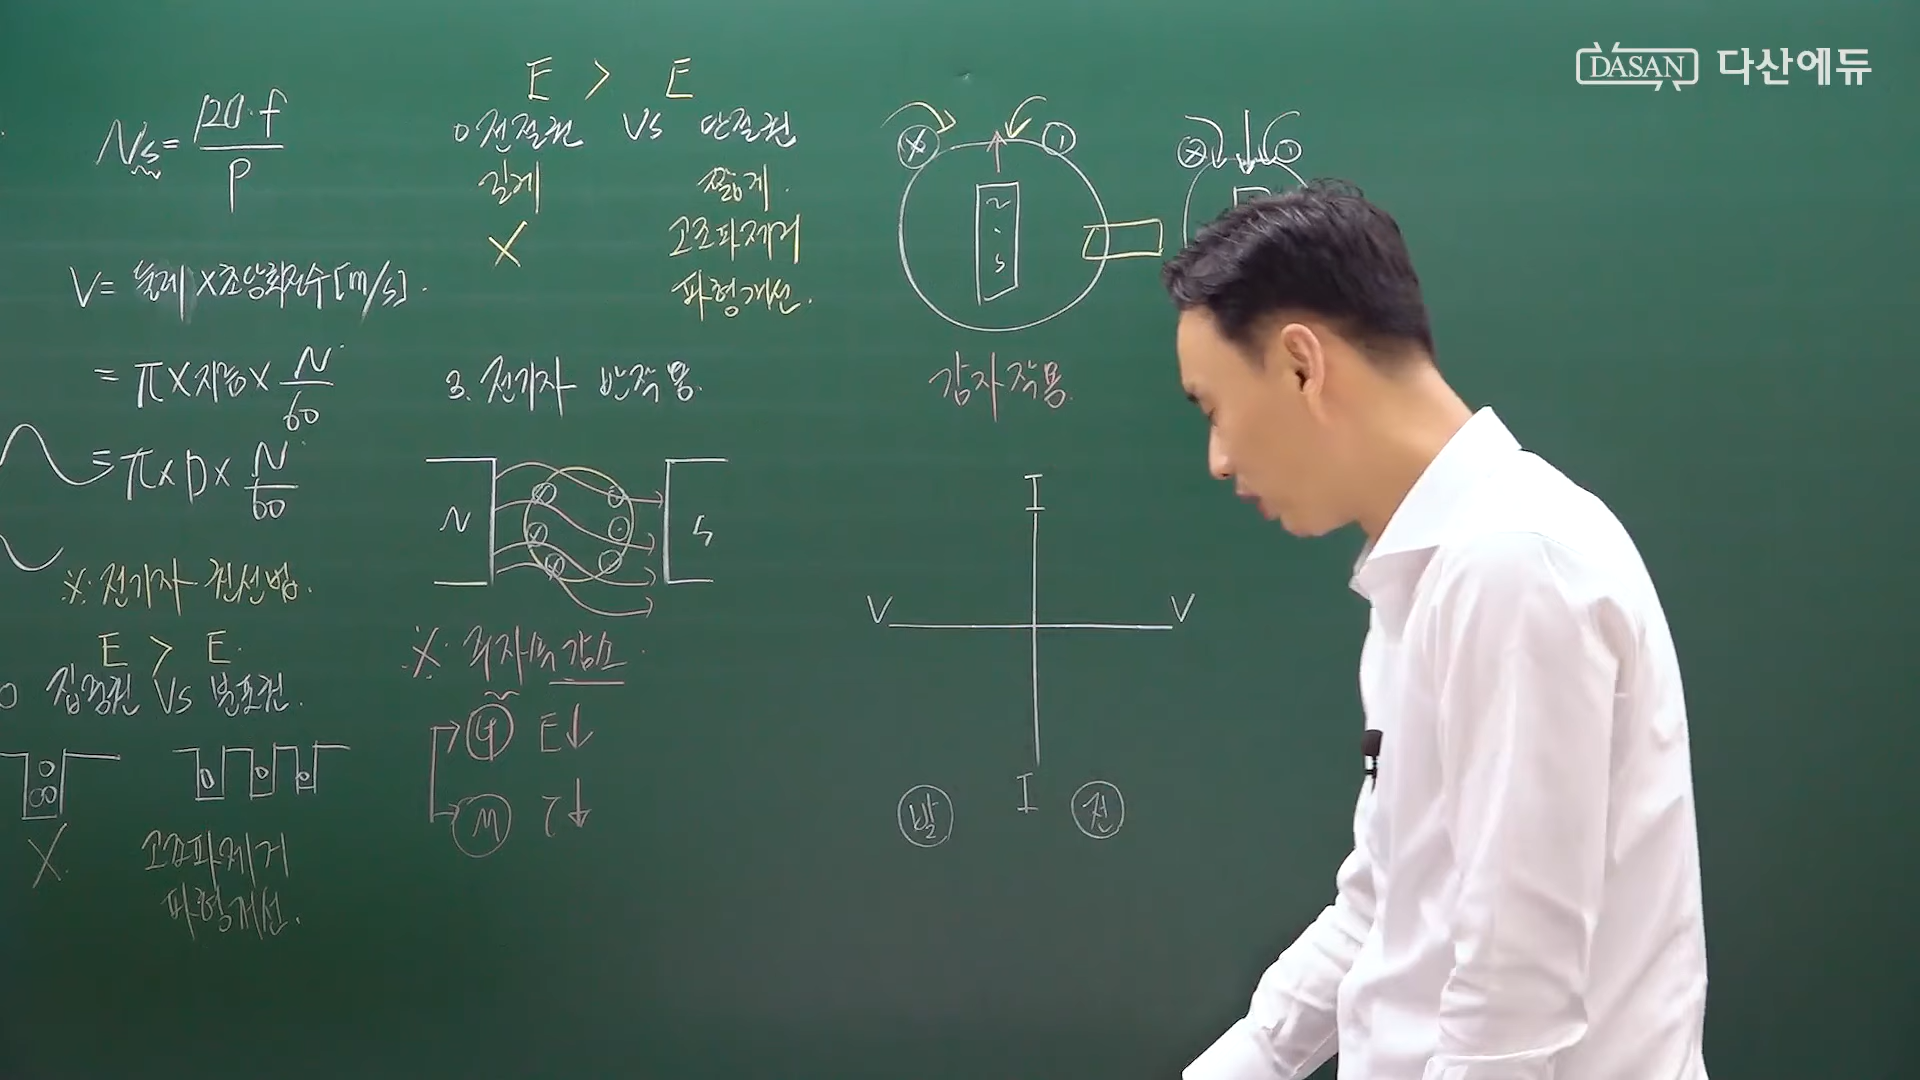 DASAN 다산에듀
Ns = 120·f / P
V = 둘레 × 초당회전수 [m/s].
= π × 지름 × N / 60
= π × D × N / 60
※. 전기자 권선법.
E > E.
○ 집중권 VS 분포권.
X
고조파제거
파형개선.
E > E
○ 전절권 VS 단절권
길게
짧게.
X
고조파제거
파형개선.
3. 전기자 반작용.
N
S
※. 주자속 감소.
G E↓
M τ↓
N
S
감자작용.
I
V
V
I
발
전